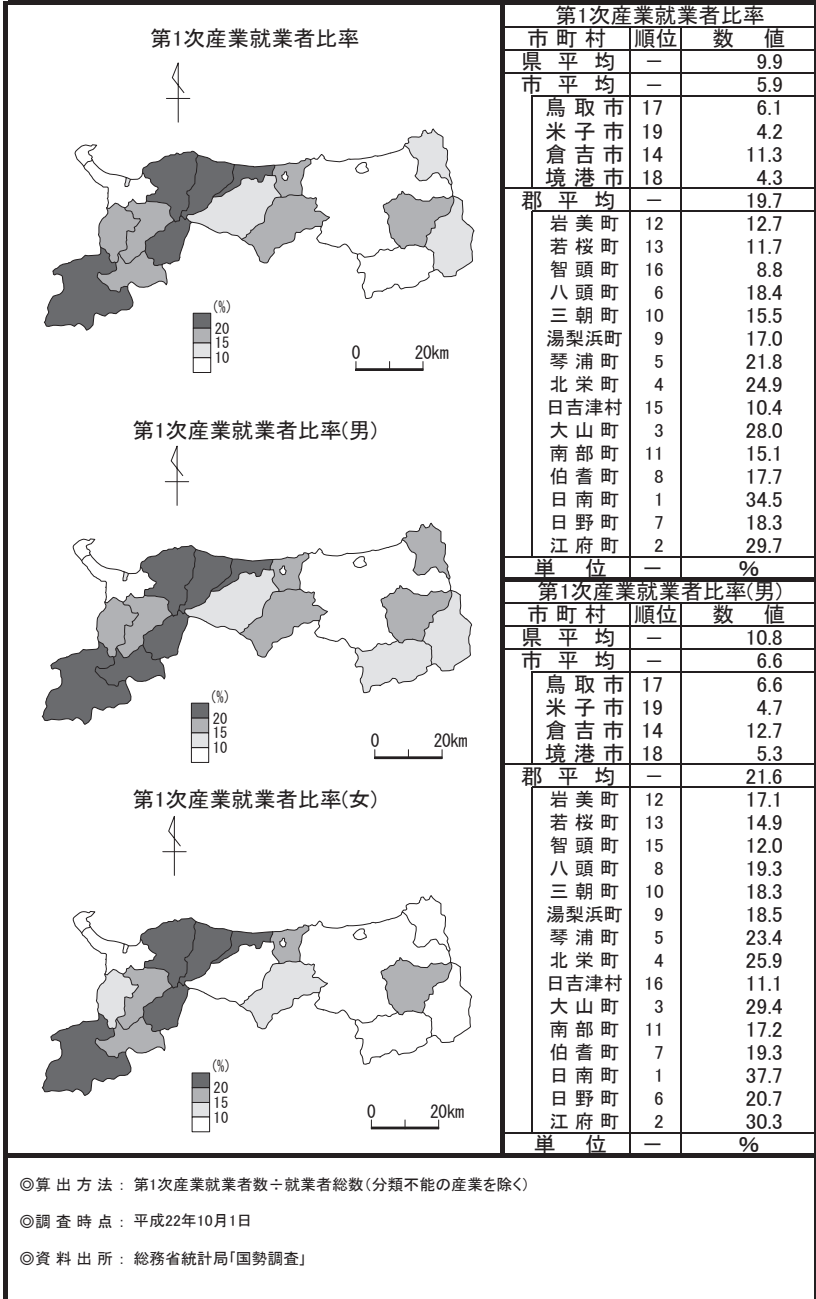 第1次産業就業者比率
(%)
20
15
10
0 20km
第1次産業就業者比率(男)
(%)
20
15
10
0 20km
第1次産業就業者比率(女)
(%)
20
15
10
0 20km
第1次産業就業者比率
市町村 順位 数値
県平均 － 9.9
市平均 － 5.9
鳥取市 17 6.1
米子市 19 4.2
倉吉市 14 11.3
境港市 18 4.3
郡平均 － 19.7
岩美町 12 12.7
若桜町 13 11.7
智頭町 16 8.8
八頭町 6 18.4
三朝町 10 15.5
湯梨浜町 9 17.0
琴浦町 5 21.8
北栄町 4 24.9
日吉津村 15 10.4
大山町 3 28.0
南部町 11 15.1
伯耆町 8 17.7
日南町 1 34.5
日野町 7 18.3
江府町 2 29.7
単位 － %
第1次産業就業者比率(男)
市町村 順位 数値
県平均 － 10.8
市平均 － 6.6
鳥取市 17 6.6
米子市 19 4.7
倉吉市 14 12.7
境港市 18 5.3
郡平均 － 21.6
岩美町 12 17.1
若桜町 13 14.9
智頭町 15 12.0
八頭町 8 19.3
三朝町 10 18.3
湯梨浜町 9 18.5
琴浦町 5 23.4
北栄町 4 25.9
日吉津村 16 11.1
大山町 3 29.4
南部町 11 17.2
伯耆町 7 19.3
日南町 1 37.7
日野町 6 20.7
江府町 2 30.3
単位 － %
◎算出方法：第1次産業就業者数÷就業者総数(分類不能の産業を除く)
◎調査時点：平成22年10月1日
◎資料出所：総務省統計局「国勢調査」